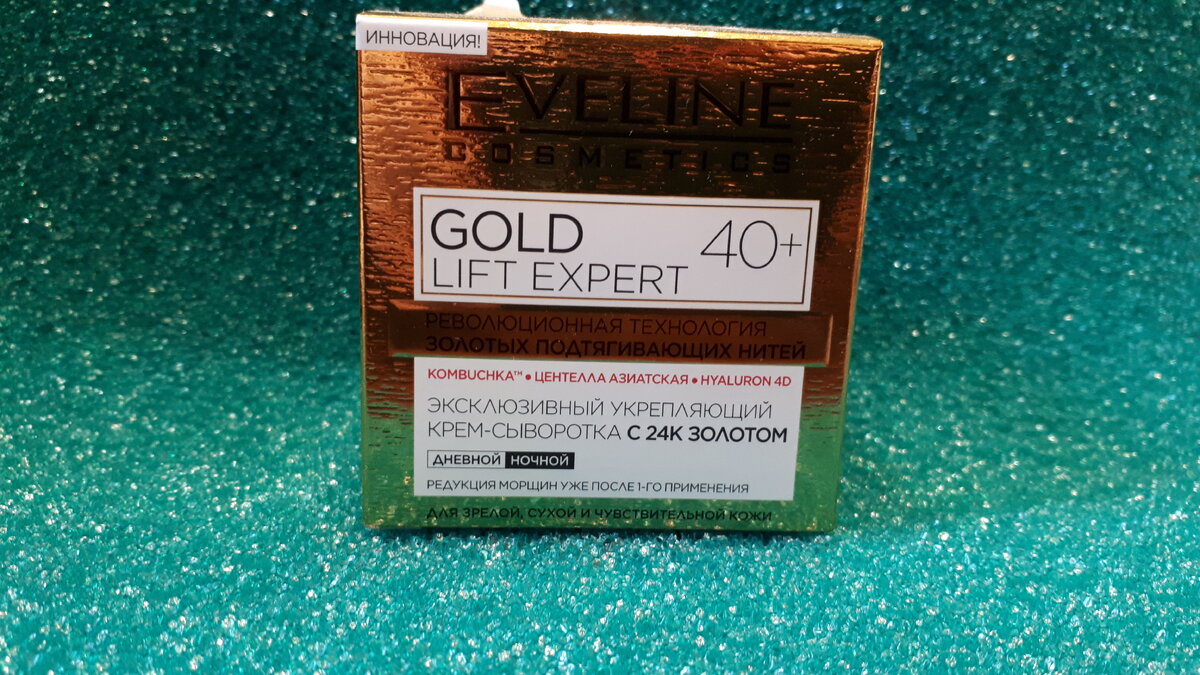 ИННОВАЦИЯ!
EVELINE
COSMETICS
GOLD
LIFT EXPERT
40+
РЕВОЛЮЦИОННАЯ ТЕХНОЛОГИЯ
ЗОЛОТЫХ ПОДТЯГИВАЮЩИХ НИТЕЙ
KOMBUCHKA™ • ЦЕНТЕЛЛА АЗИАТСКАЯ • HYALURON 4D
ЭКСКЛЮЗИВНЫЙ УКРЕПЛЯЮЩИЙ
КРЕМ-СЫВОРОТКА С 24К ЗОЛОТОМ
ДНЕВНОЙ НОЧНОЙ
РЕДУКЦИЯ МОРЩИН УЖЕ ПОСЛЕ 1-ГО ПРИМЕНЕНИЯ
ДЛЯ ЗРЕЛОЙ, СУХОЙ И ЧУВСТВИТЕЛЬНОЙ КОЖИ